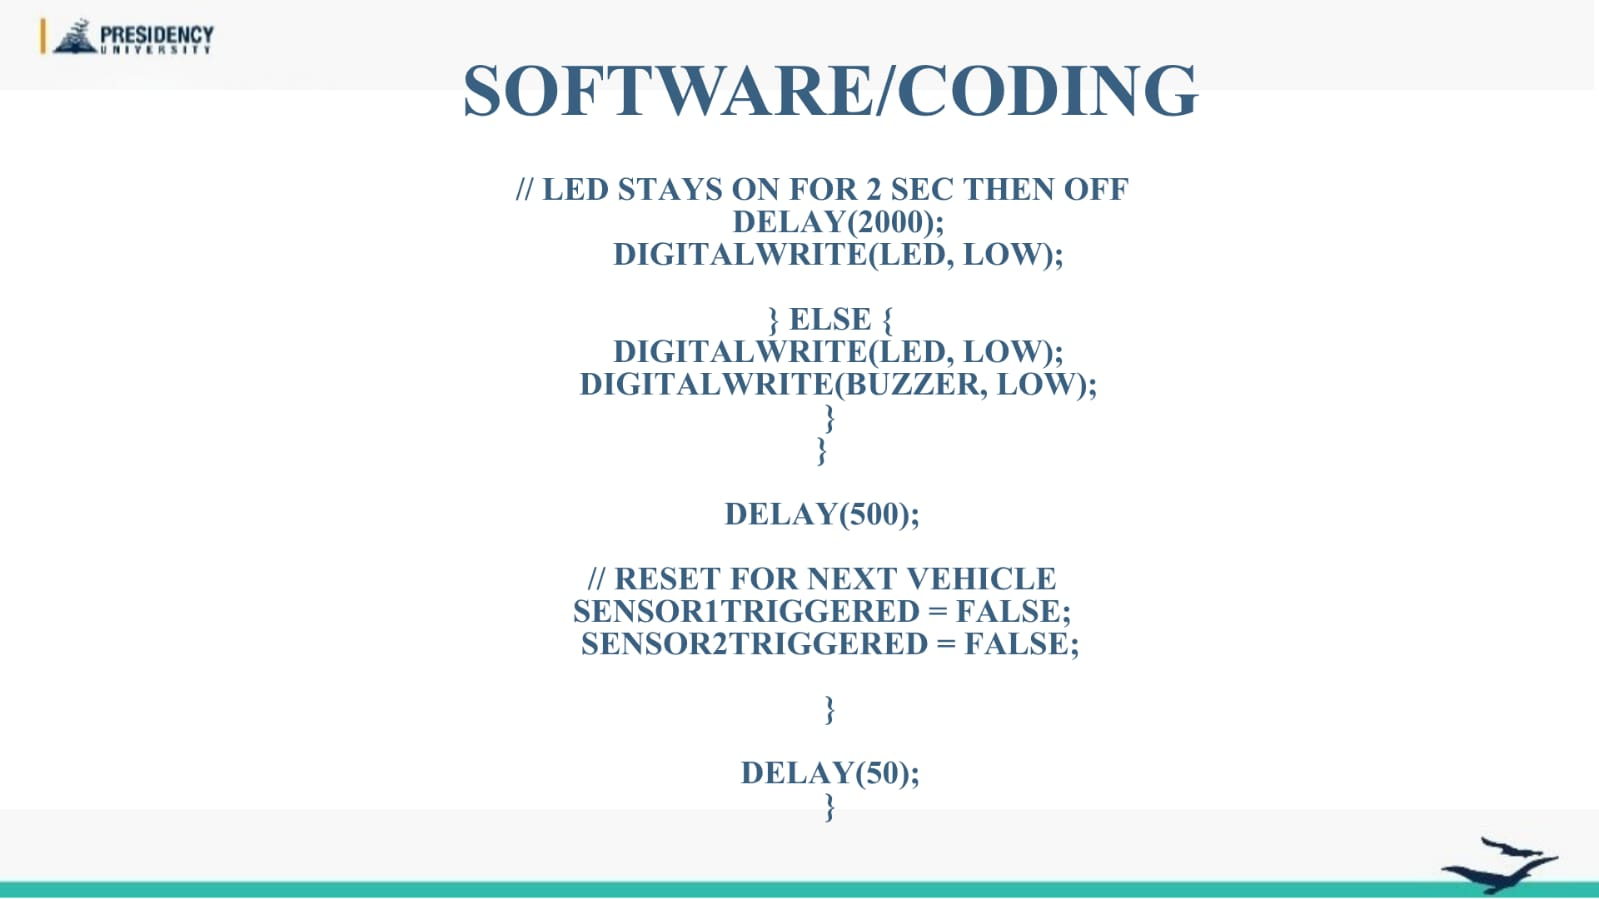 PRESIDENCY
UNIVERSITY
SOFTWARE/CODING
// LED STAYS ON FOR 2 SEC THEN OFF
DELAY(2000);
DIGITALWRITE(LED, LOW);
} ELSE {
DIGITALWRITE(LED, LOW);
DIGITALWRITE(BUZZER, LOW);
}
}
DELAY(500);
// RESET FOR NEXT VEHICLE
SENSOR1TRIGGERED = FALSE;
SENSOR2TRIGGERED = FALSE;
}
DELAY(50);
}